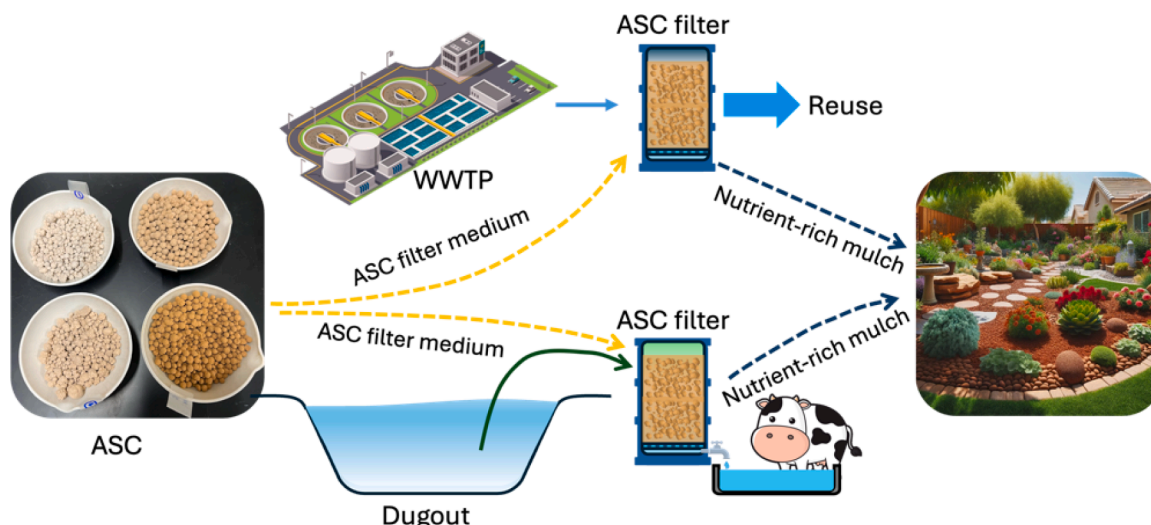 ASC filter
WWTP
Reuse
ASC filter medium
Nutrient-rich mulch
ASC filter medium
ASC filter
Nutrient-rich mulch
ASC
Dugout